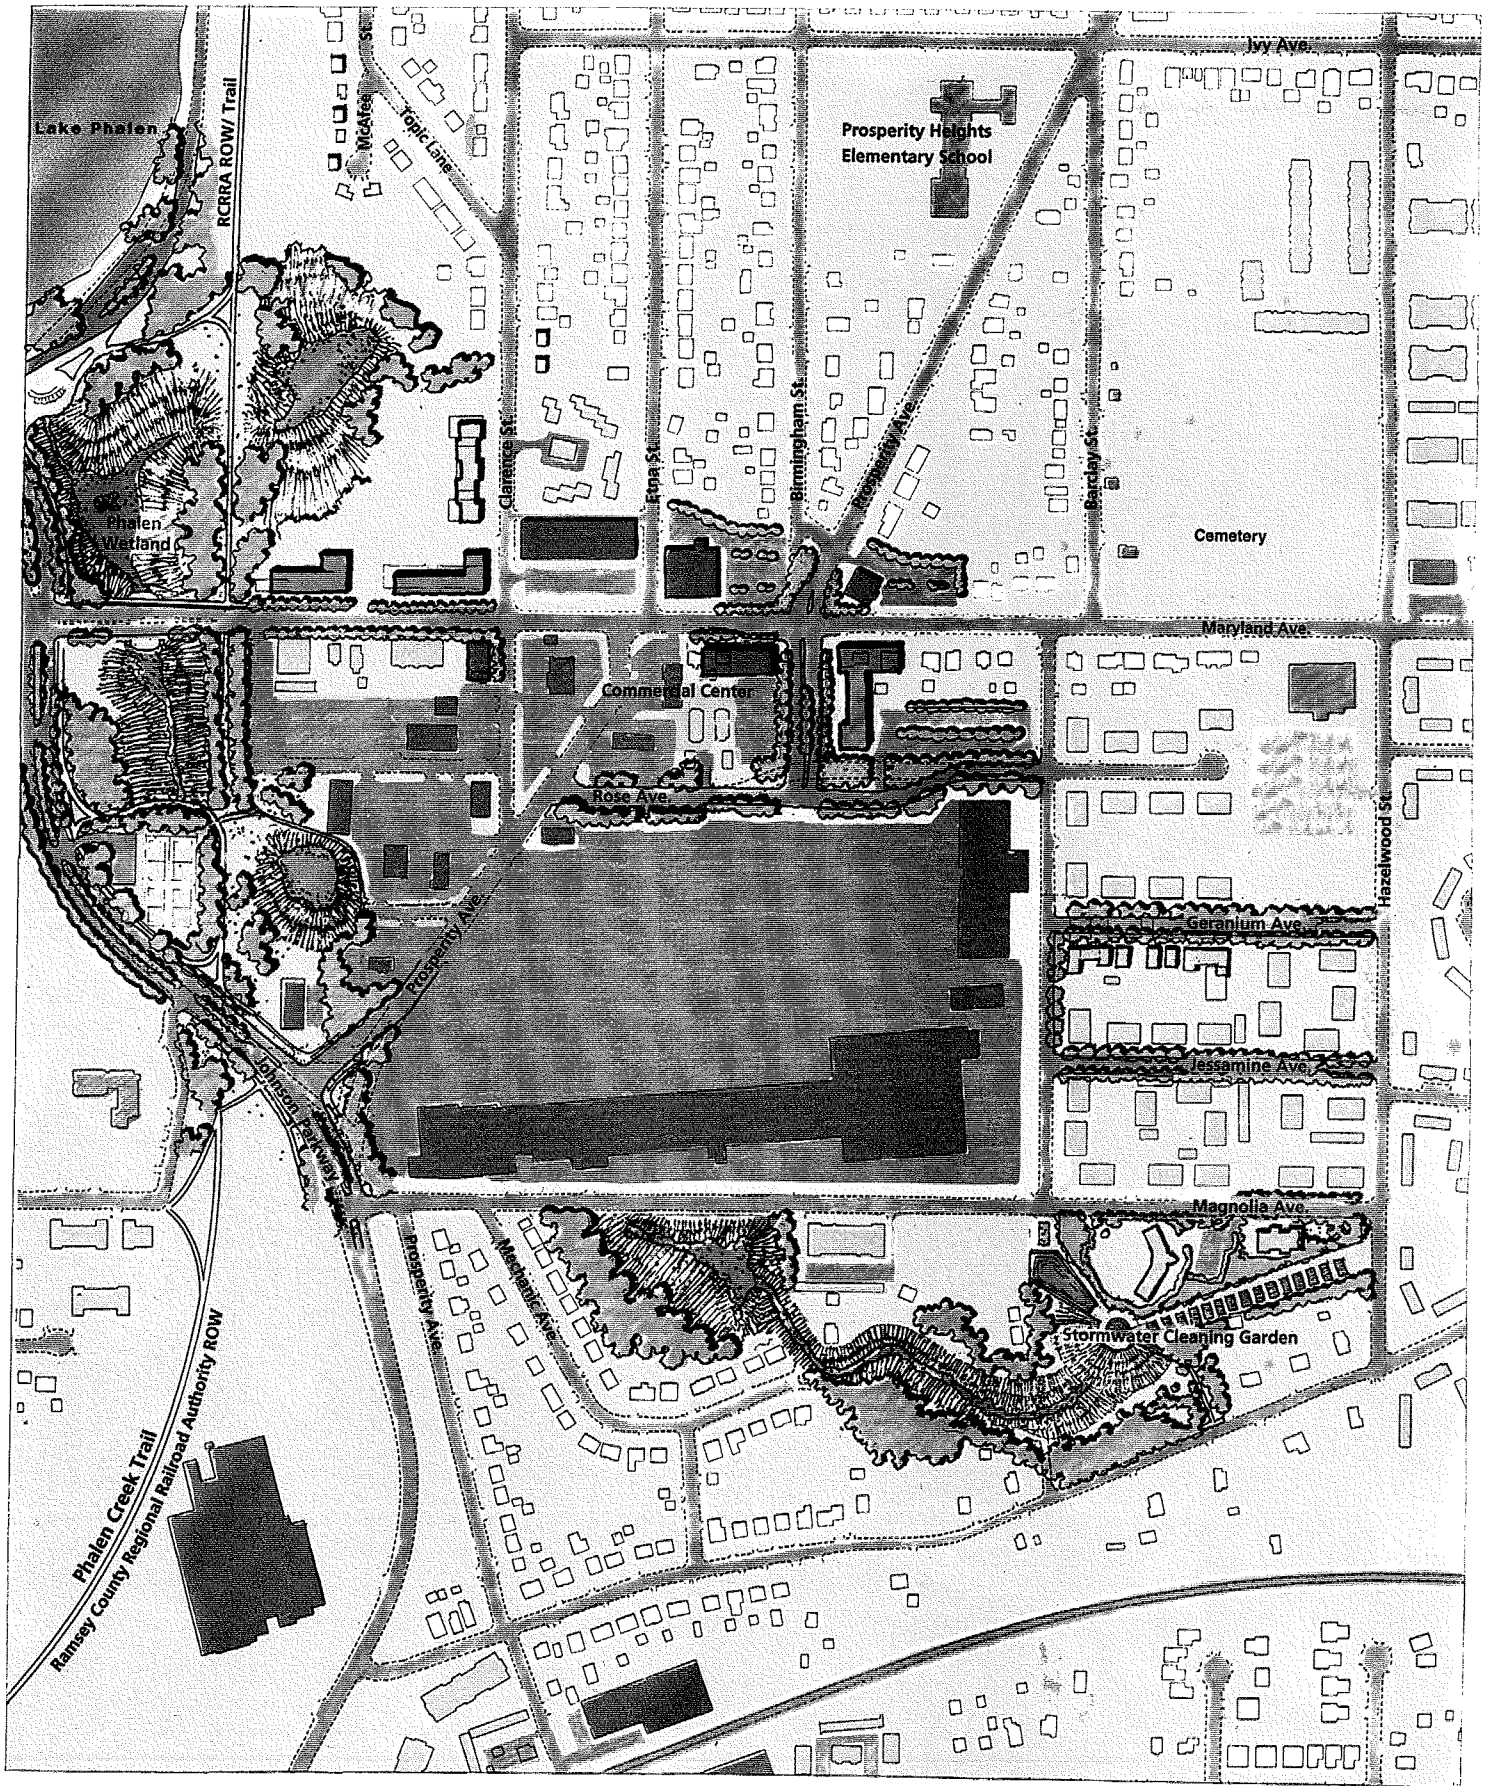 Ivy Ave.
Lake Phalen
RCRRA ROW/ Trail
McAfee St.
Topic Lane
Prosperity Heights
Elementary School
Clarence St.
Etna St.
Birmingham St.
Prosperity Ave.
Barclay St.
Phalen
Wetland
Cemetery
Maryland Ave.
Commercial Center
Rose Ave.
Hazelwood St.
Geranium Ave.
Prosperity Ave.
Jessamine Ave.
Johnson Parkway
Magnolia Ave.
Prosperity Ave.
Mechanic Ave.
Stormwater Cleaning Garden
Phalen Creek Trail
Ramsey County Regional Railroad Authority ROW